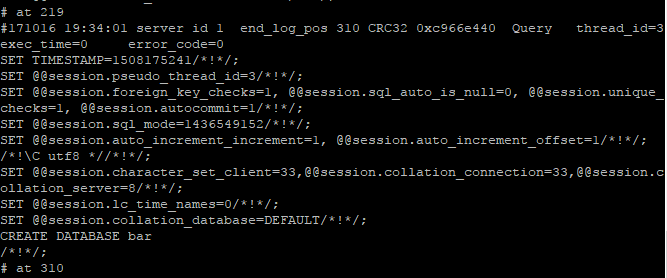 # at 219
#171016 19:34:01 server id 1  end_log_pos 310 CRC32 0xc966e440  Query   thread_id=3
exec_time=0     error_code=0
SET TIMESTAMP=1508175241/*!*/;
SET @@session.pseudo_thread_id=3/*!*/;
SET @@session.foreign_key_checks=1, @@session.sql_auto_is_null=0, @@session.unique_
checks=1, @@session.autocommit=1/*!*/;
SET @@session.sql_mode=1436549152/*!*/;
SET @@session.auto_increment_increment=1, @@session.auto_increment_offset=1/*!*/;
/*!\C utf8 *//*!*/;
SET @@session.character_set_client=33,@@session.collation_connection=33,@@session.c
ollation_server=8/*!*/;
SET @@session.lc_time_names=0/*!*/;
SET @@session.collation_database=DEFAULT/*!*/;
CREATE DATABASE bar
/*!*/;
# at 310